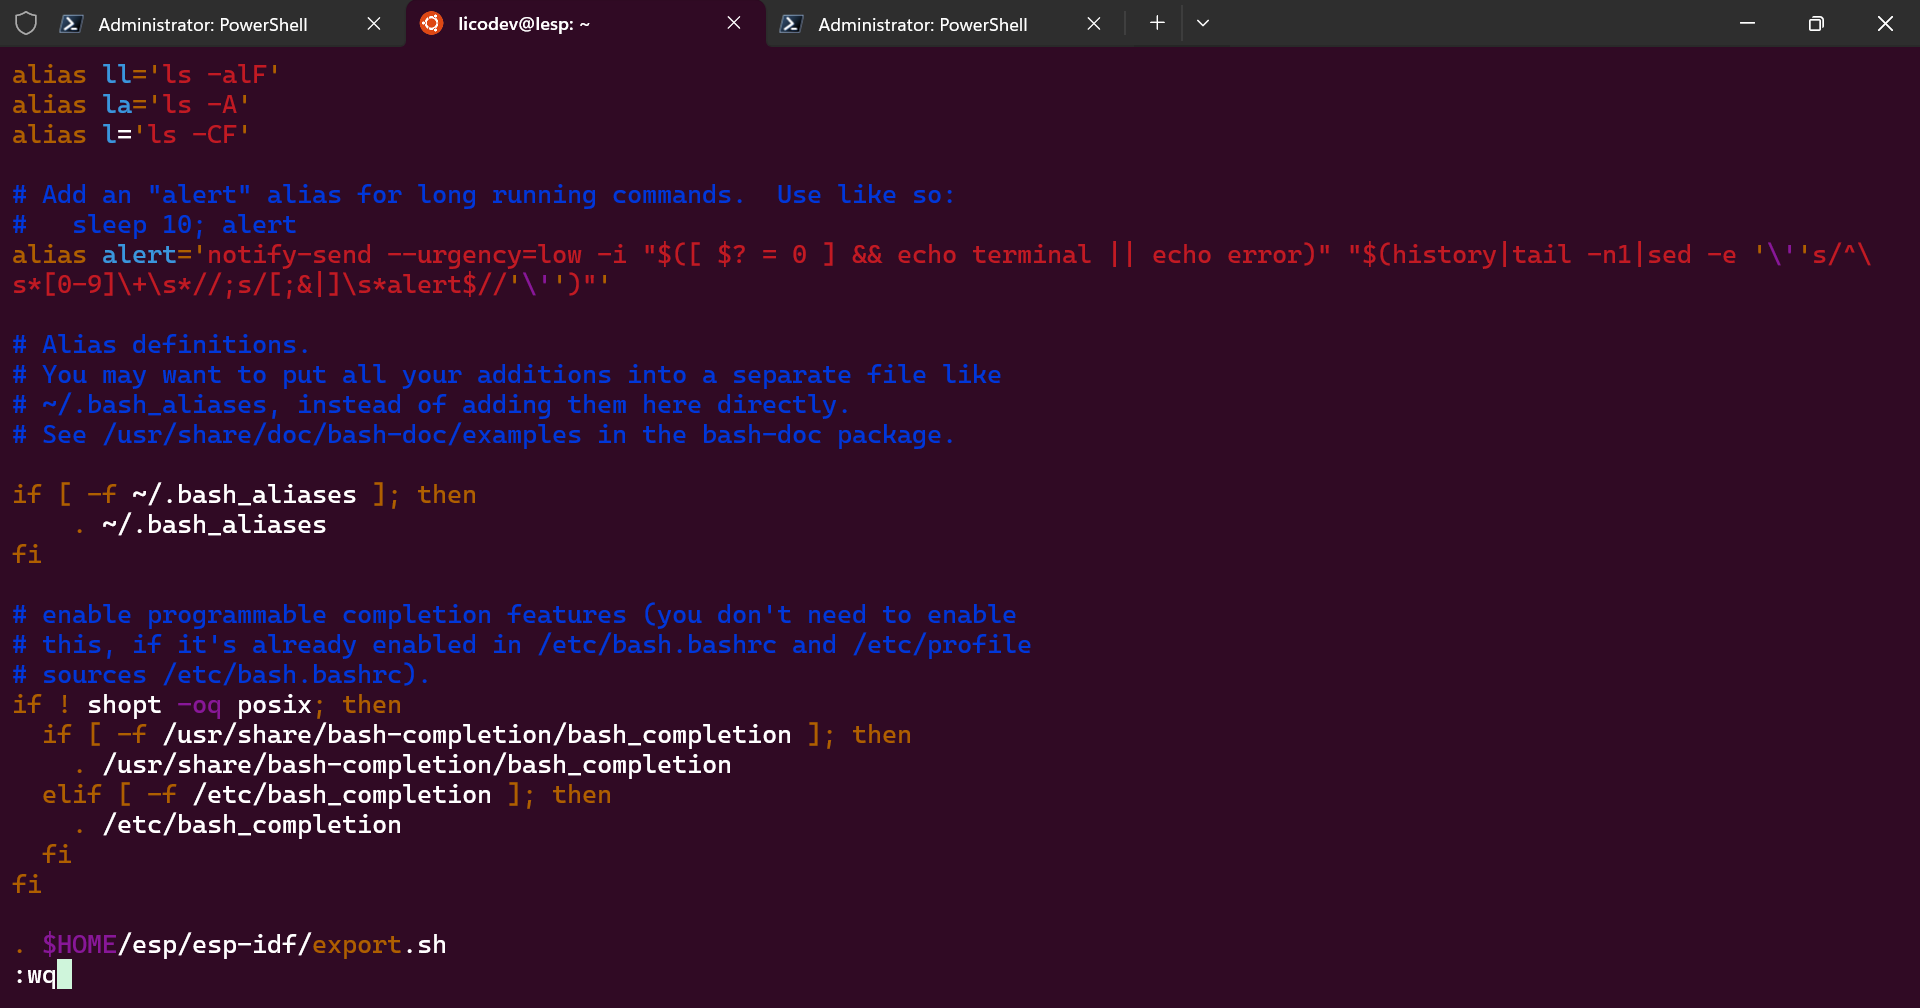 Administrator: PowerShell
licodev@lesp: ~
Administrator: PowerShell
alias ll='ls -alF'
alias la='ls -A'
alias l='ls -CF'
# Add an "alert" alias for long running commands.  Use like so:
#   sleep 10; alert
alias alert='notify-send --urgency=low -i "$([ $? = 0 ] && echo terminal || echo error)" "$(history|tail -n1|sed -e '\''s/^\
s*[0-9]\+\s*//;s/[;&|]\s*alert$//'\'')"'
# Alias definitions.
# You may want to put all your additions into a separate file like
# ~/.bash_aliases, instead of adding them here directly.
# See /usr/share/doc/bash-doc/examples in the bash-doc package.
if [ -f ~/.bash_aliases ]; then
    . ~/.bash_aliases
fi
# enable programmable completion features (you don't need to enable
# this, if it's already enabled in /etc/bash.bashrc and /etc/profile
# sources /etc/bash.bashrc).
if ! shopt -oq posix; then
  if [ -f /usr/share/bash-completion/bash_completion ]; then
    . /usr/share/bash-completion/bash_completion
  elif [ -f /etc/bash_completion ]; then
    . /etc/bash_completion
  fi
fi
. $HOME/esp/esp-idf/export.sh
:wq